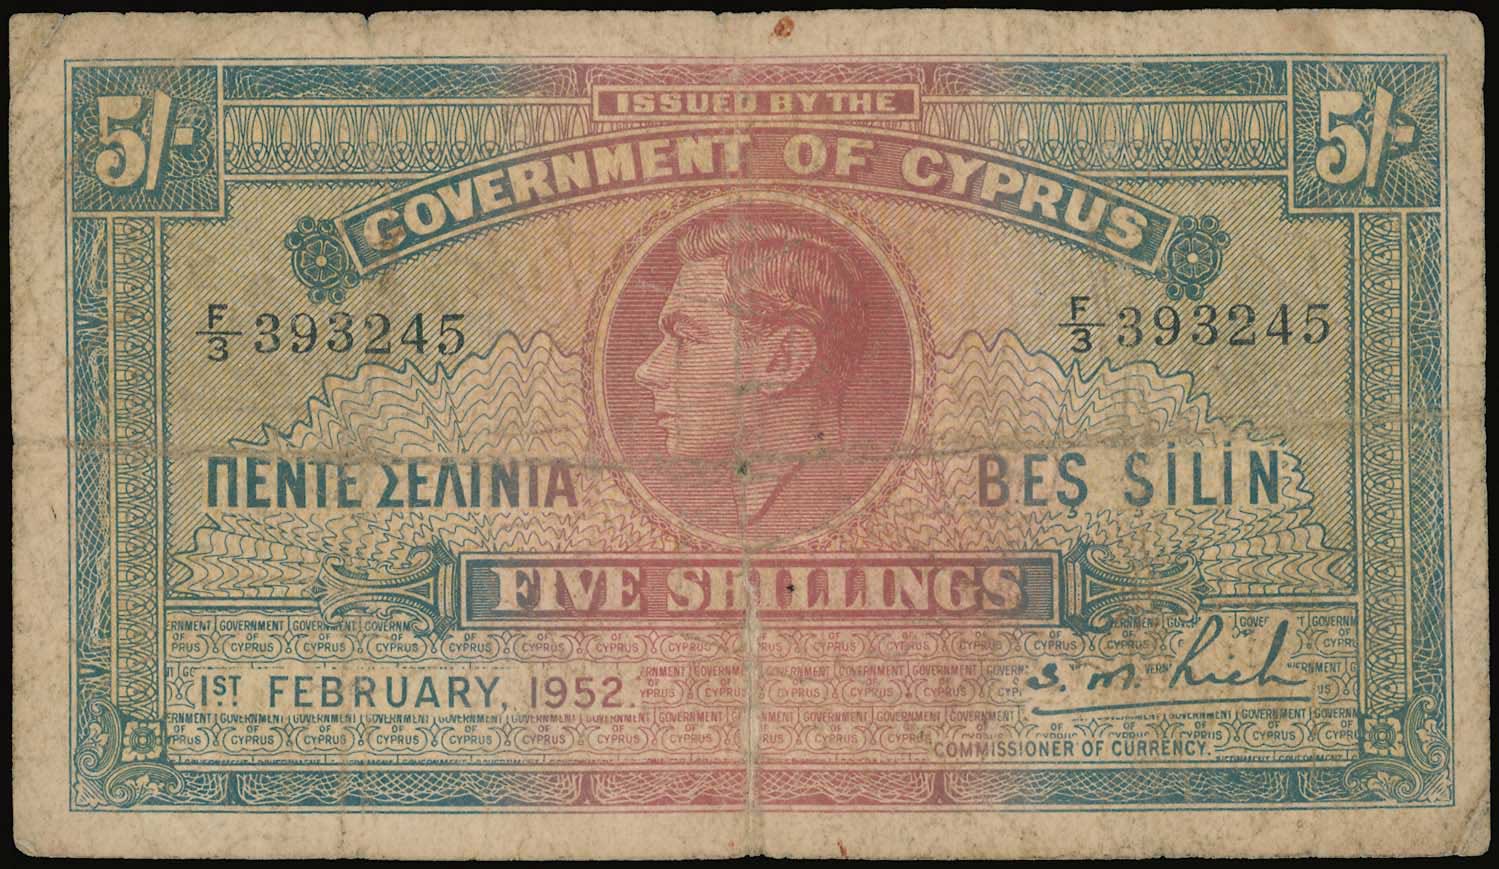 ISSUED BY THE
5/-
GOVERNMENT OF CYPRUS
5/-
F/3 393245
F/3 393245
ΠΕΝΤΕ ΣΕΛΙΝΙΑ
BEŞ ŞİLİN
FIVE SHILLINGS
1ST FEBRUARY, 1952.
COMMISSIONER OF CURRENCY.